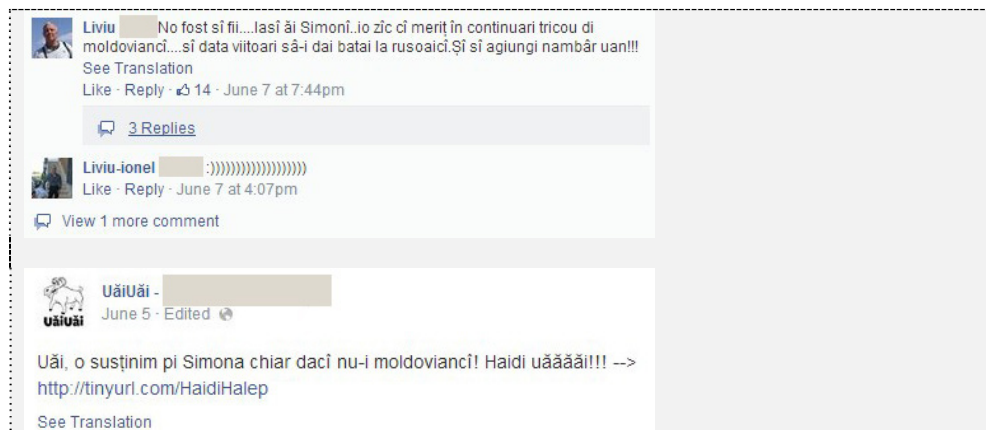 Liviu No fost sî fii....lasî ăi Simonî..io zîc cî meriț în continuari tricou di
moldoviancî....sî data viitoari sâ-i dai batai la rusoaicî.Șî sî agiungi nambâr uan!!!
See Translation
Like · Reply · 14 · June 7 at 7:44pm
3 Replies
Liviu-ionel :)))))))))))))))))))
Like · Reply · June 7 at 4:07pm
View 1 more comment
UăiUăi -
June 5 · Edited
uăiuăi
Uăi, o susținim pi Simona chiar dacî nu-i moldoviancî! Haidi uăăăăi!!! -->
http://tinyurl.com/HaidiHalep
See Translation